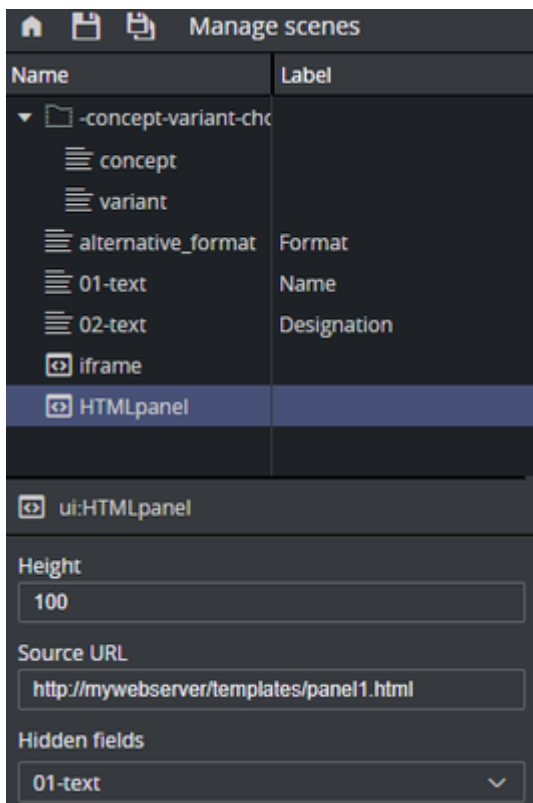 Manage scenes
Name Label
-concept-variant-cho
concept
variant
alternative_format Format
01-text Name
02-text Designation
iframe
HTMLpanel
ui:HTMLpanel
Height
100
Source URL
http://mywebserver/templates/panel1.html
Hidden fields
01-text